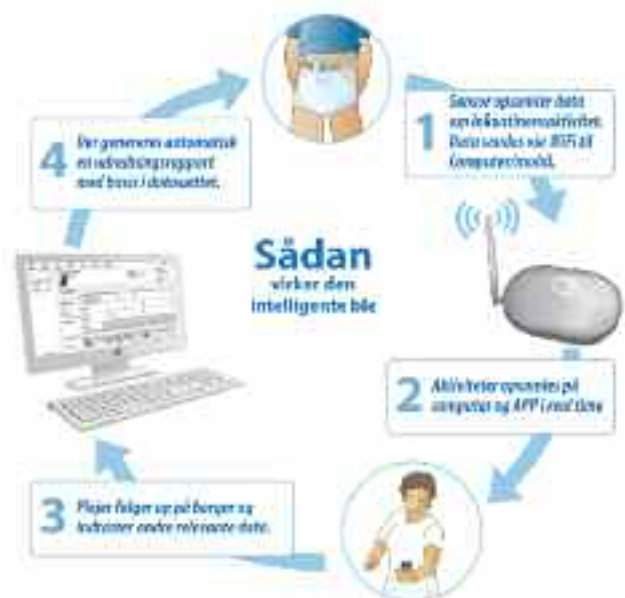 Sådan
virker den
intelligente ble
1
Sensor opsamler data
om inkontinensaktivitet.
Data sendes via WiFi til
Computer/mobil.
2
Aktiviteter opsamles på
computer og APP i real time
3
Plejer følger op på borger og
indtaster andre relevante data.
4
Der genereres automatisk
en udredningsrapport
med basis i datasættet.